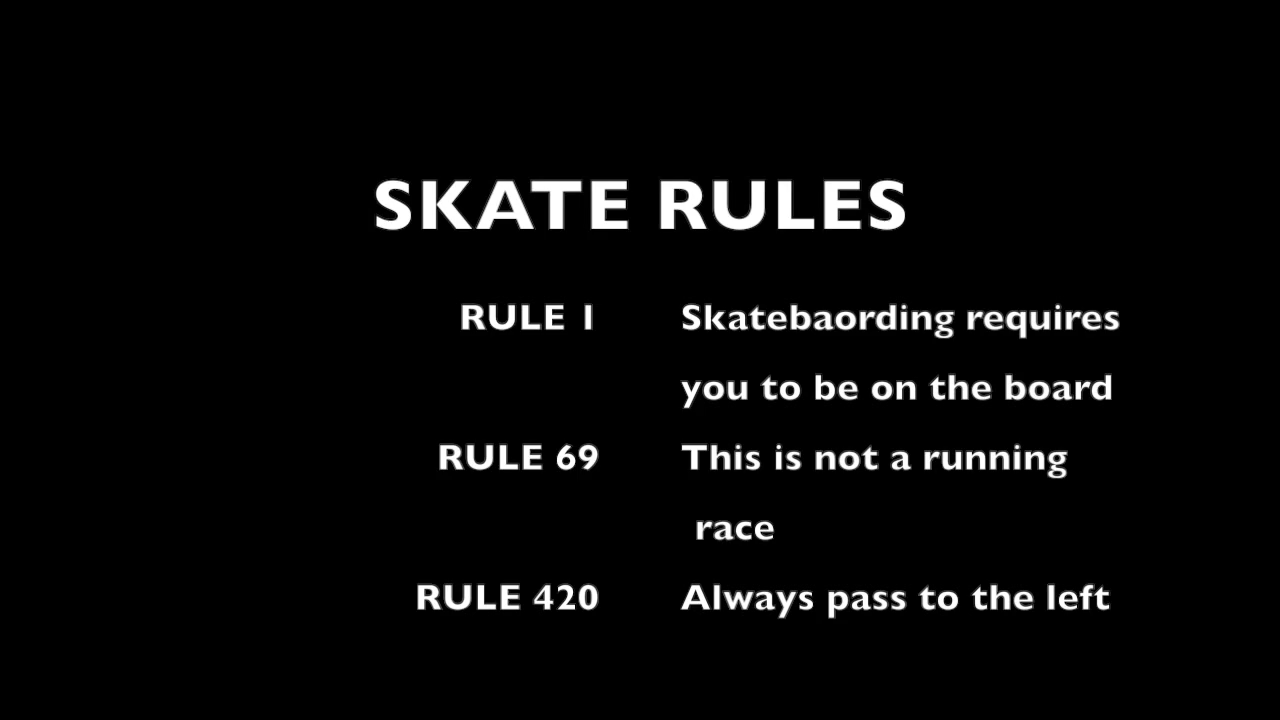 SKATE RULES
RULE 1 Skatebaording requires
you to be on the board
RULE 69 This is not a running
race
RULE 420 Always pass to the left